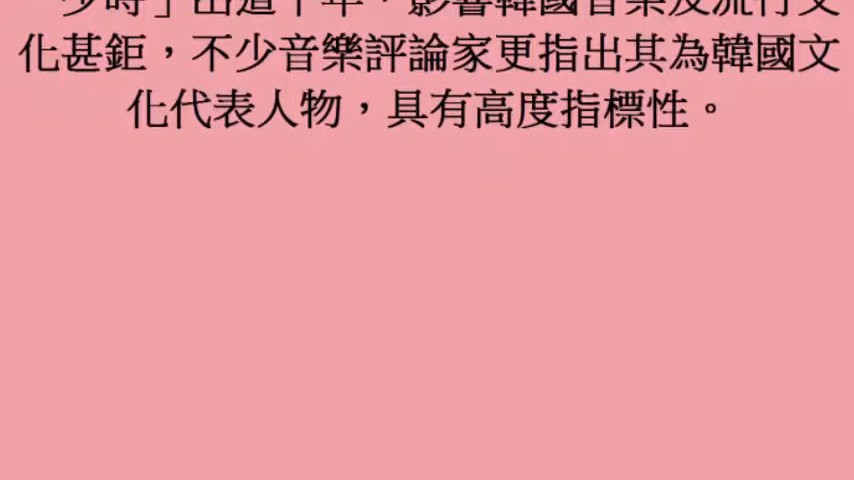 「少時」出道十年，影響韓國音樂及流行文
化甚鉅，不少音樂評論家更指出其為韓國文
化代表人物，具有高度指標性。